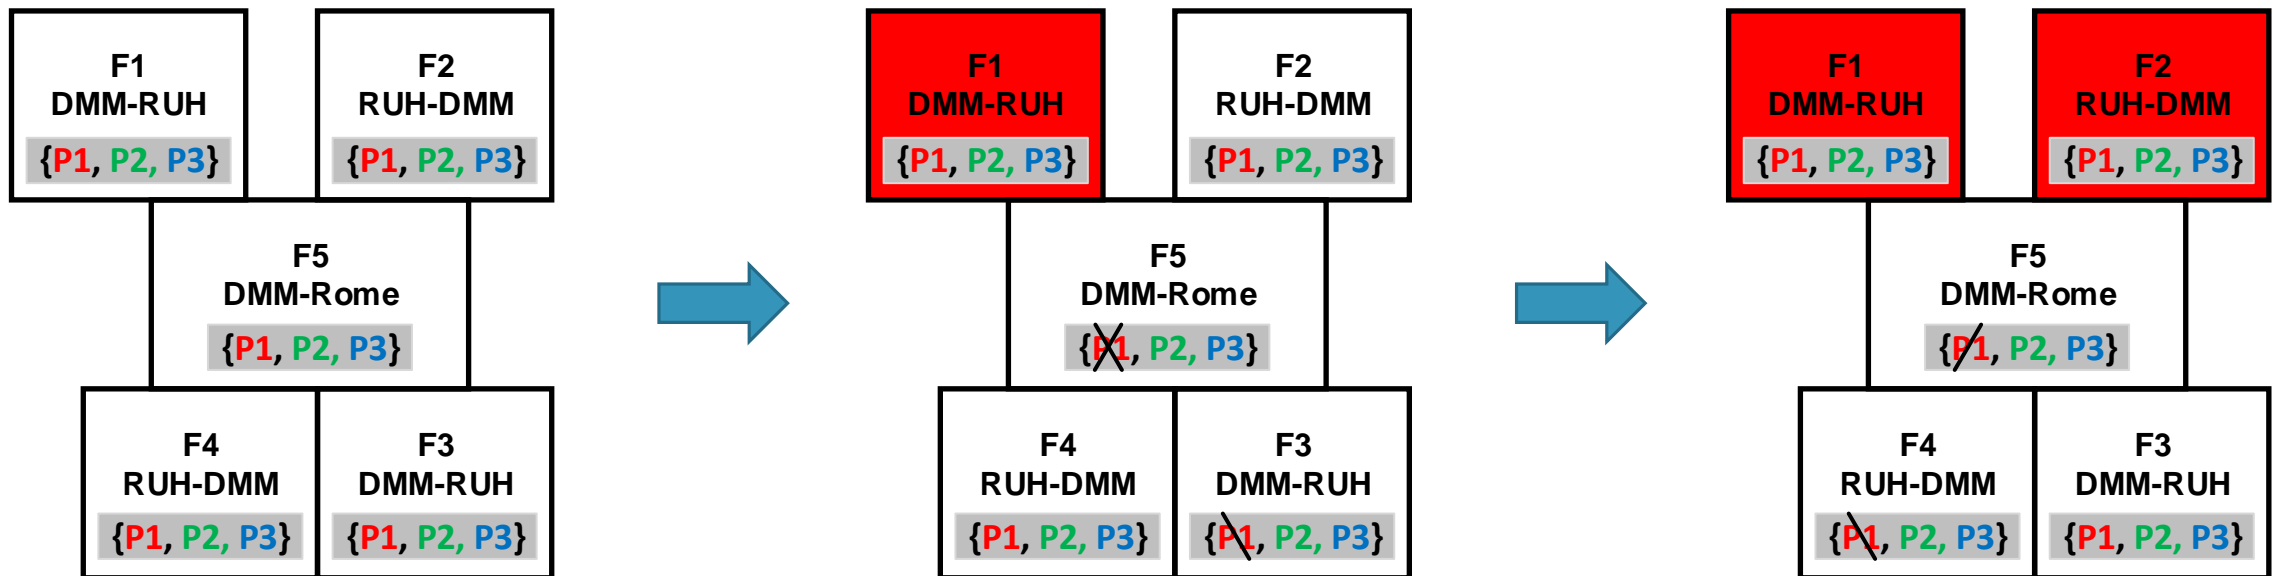 F1
DMM-RUH
{P1, P2, P3}
F2
RUH-DMM
{P1, P2, P3}
F5
DMM-Rome
{P1, P2, P3}
F4
RUH-DMM
{P1, P2, P3}
F3
DMM-RUH
{P1, P2, P3}
F1
DMM-RUH
{P1, P2, P3}
F2
RUH-DMM
{P1, P2, P3}
F5
DMM-Rome
{P1, P2, P3}
F4
RUH-DMM
{P1, P2, P3}
F3
DMM-RUH
{P1, P2, P3}
F1
DMM-RUH
{P1, P2, P3}
F2
RUH-DMM
{P1, P2, P3}
F5
DMM-Rome
{P1, P2, P3}
F4
RUH-DMM
{P1, P2, P3}
F3
DMM-RUH
{P1, P2, P3}